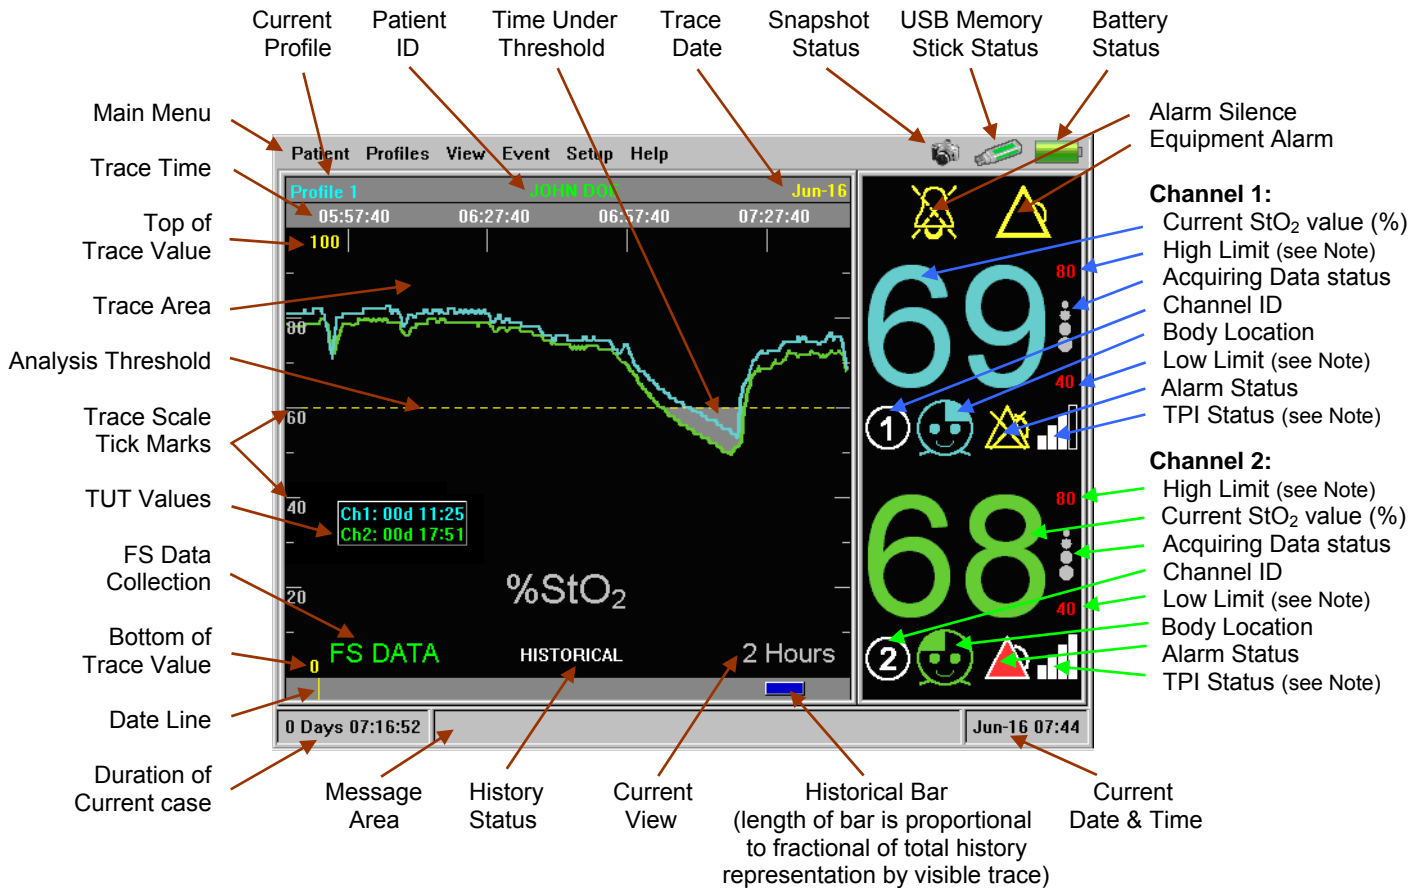 Current
Profile
Patient
ID
Time Under
Threshold
Trace
Date
Snapshot
Status
USB Memory
Stick Status
Battery
Status
Main Menu
Trace Time
Top of
Trace Value
Trace Area
Analysis Threshold
Trace Scale
Tick Marks
TUT Values
FS Data
Collection
Bottom of
Trace Value
Date Line
Duration of
Current case
Patient Profiles View Event Setup Help
Profile 1 JOHN DOE Jun-16
05:57:40 06:27:40 06:57:40 07:27:40
100
80
60
40
Ch1: 00d 11:25
Ch2: 00d 17:51
20
%StO2
0
FS DATA HISTORICAL 2 Hours
0 Days 07:16:52
Jun-16 07:44
69
80
40
1
68
80
40
2
Alarm Silence
Equipment Alarm
Channel 1:
Current StO2 value (%)
High Limit (see Note)
Acquiring Data status
Channel ID
Body Location
Low Limit (see Note)
Alarm Status
TPI Status (see Note)
Channel 2:
High Limit (see Note)
Current StO2 value (%)
Acquiring Data status
Channel ID
Low Limit (see Note)
Body Location
Alarm Status
TPI Status (see Note)
Message
Area
History
Status
Current
View
Historical Bar
(length of bar is proportional
to fractional of total history
representation by visible trace)
Current
Date & Time